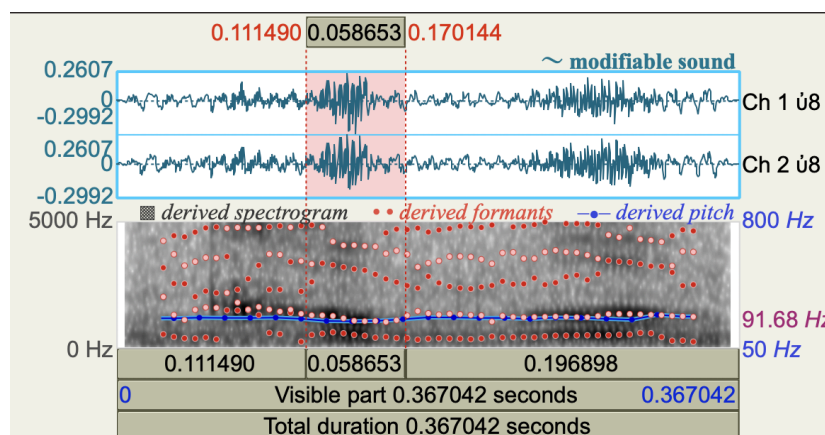 0.111490 0.058653 0.170144
~ modifiable sound
0.2607
0
-0.2992
Ch 1 ủ8
0.2607
0
-0.2992
Ch 2 ủ8
derived spectrogram derived formants derived pitch
5000 Hz 800 Hz
91.68 Hz
0 Hz 50 Hz
0.111490 0.058653 0.196898
0 Visible part 0.367042 seconds 0.367042
Total duration 0.367042 seconds